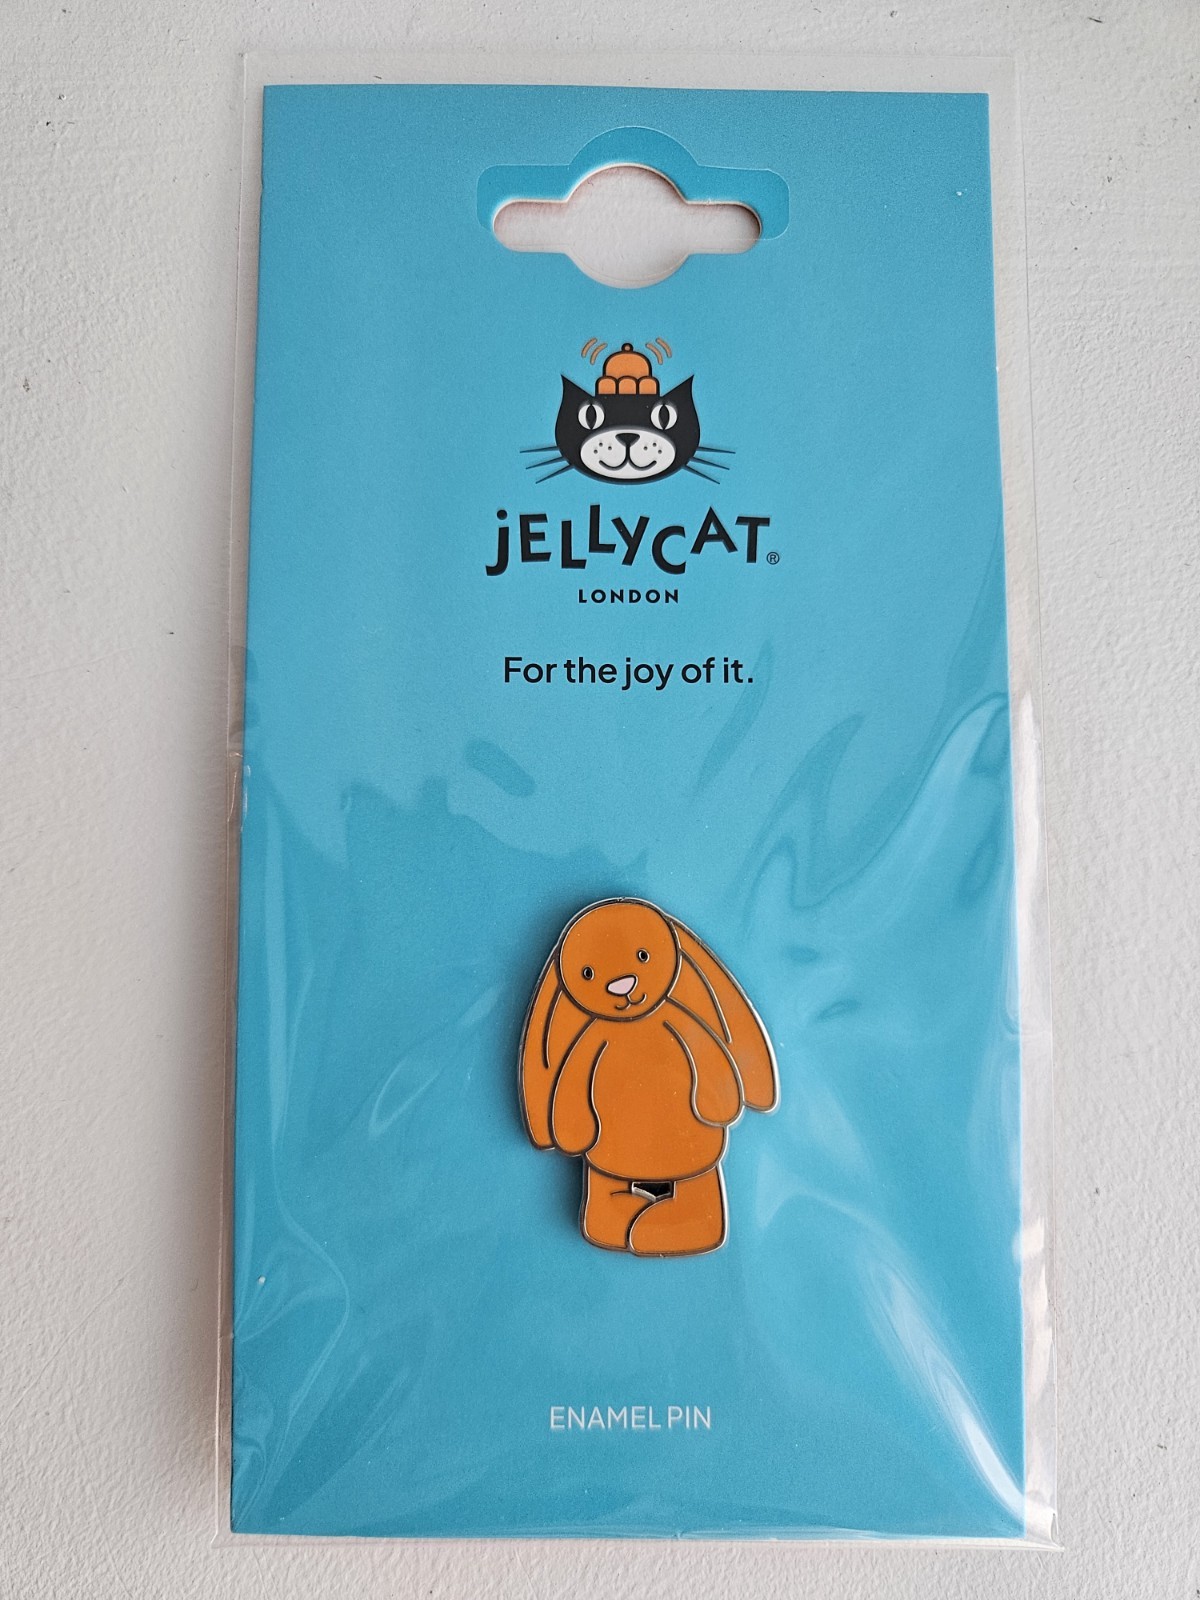 jELLYCAT®
LONDON
For the joy of it.
ENAMEL PIN